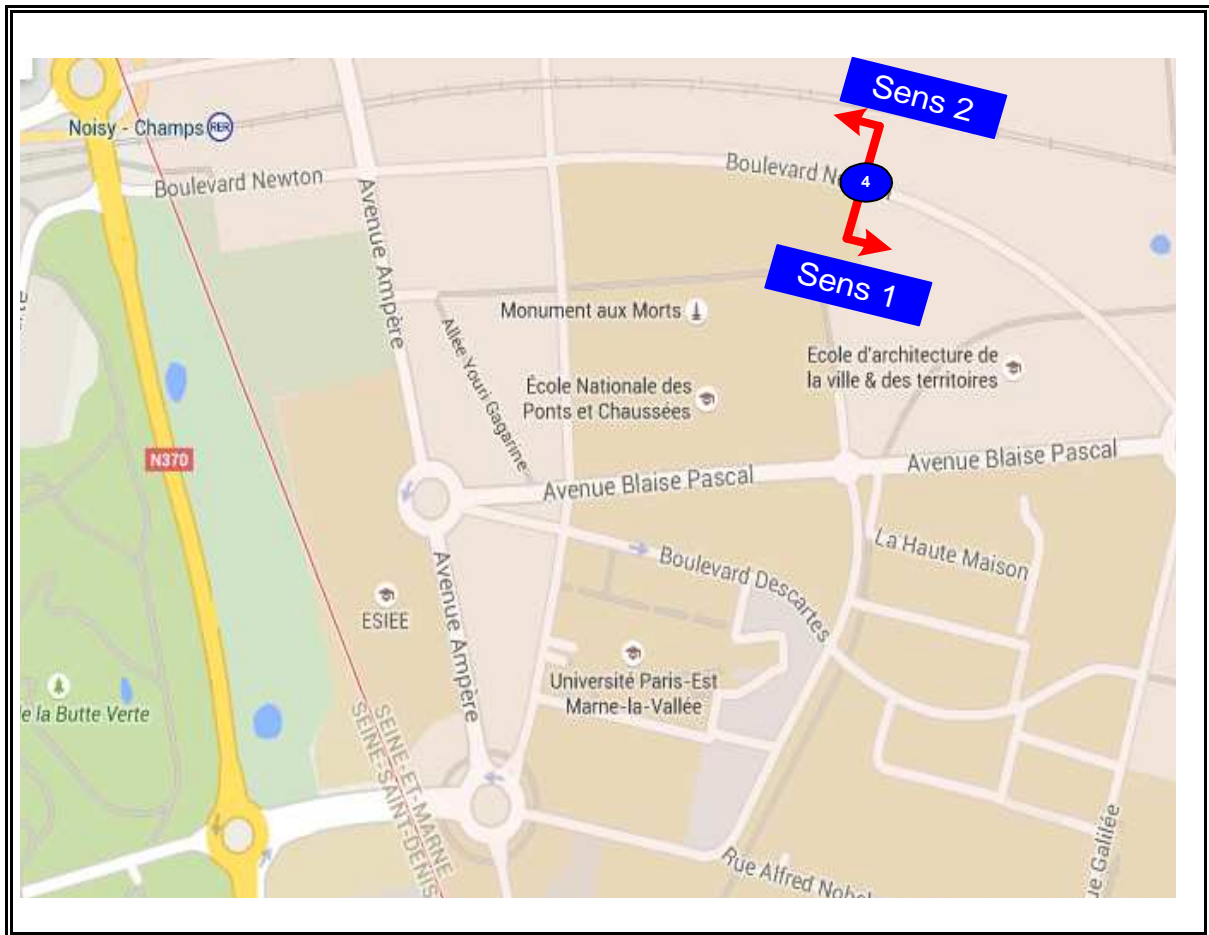 Sens 2
Noisy - Champs RER
Boulevard Newton
Boulevard
4
Avenue Ampère
Sens 1
Monument aux Morts
Allée Youri Gagarine
Ecole d'architecture de
la ville & des territoires
École Nationale des
Ponts et Chaussées
N370
Avenue Blaise Pascal
Avenue Blaise Pascal
La Haute Maison
Boulevard Descartes
Avenue Ampère
ESIEE
Université Paris-Est
Marne-la-Vallée
e la Butte Verte
SEINE-ET-MARNE
SEINE-SAINT-DENIS
Rue Alfred Nobel
ue Galilée